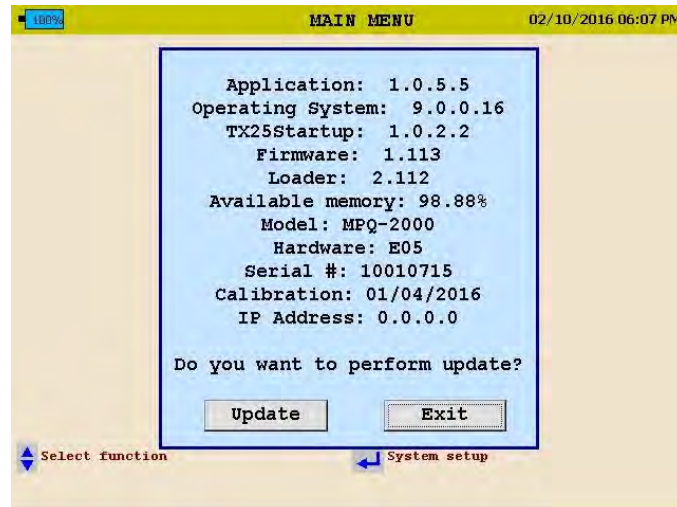 100%
MAIN MENU
02/10/2016 06:07 PM
Application: 1.0.5.5
Operating System: 9.0.0.16
TX25Startup: 1.0.2.2
Firmware: 1.113
Loader: 2.112
Available memory: 98.88%
Model: MPQ-2000
Hardware: E05
Serial #: 10010715
Calibration: 01/04/2016
IP Address: 0.0.0.0
Do you want to perform update?
Update
Exit
Select function
System setup